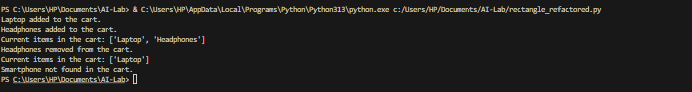 PS C:\Users\HP\Documents\AI-Lab> & C:\Users\HP\AppData\Local\Programs\Python\Python313\python.exe c:/Users/HP/Documents/AI-Lab/rectangle_refactored.py
Laptop added to the cart.
Headphones added to the cart.
Current items in the cart: ['Laptop', 'Headphones']
Headphones removed from the cart.
Current items in the cart: ['Laptop']
Smartphone not found in the cart.
PS C:\Users\HP\Documents\AI-Lab>